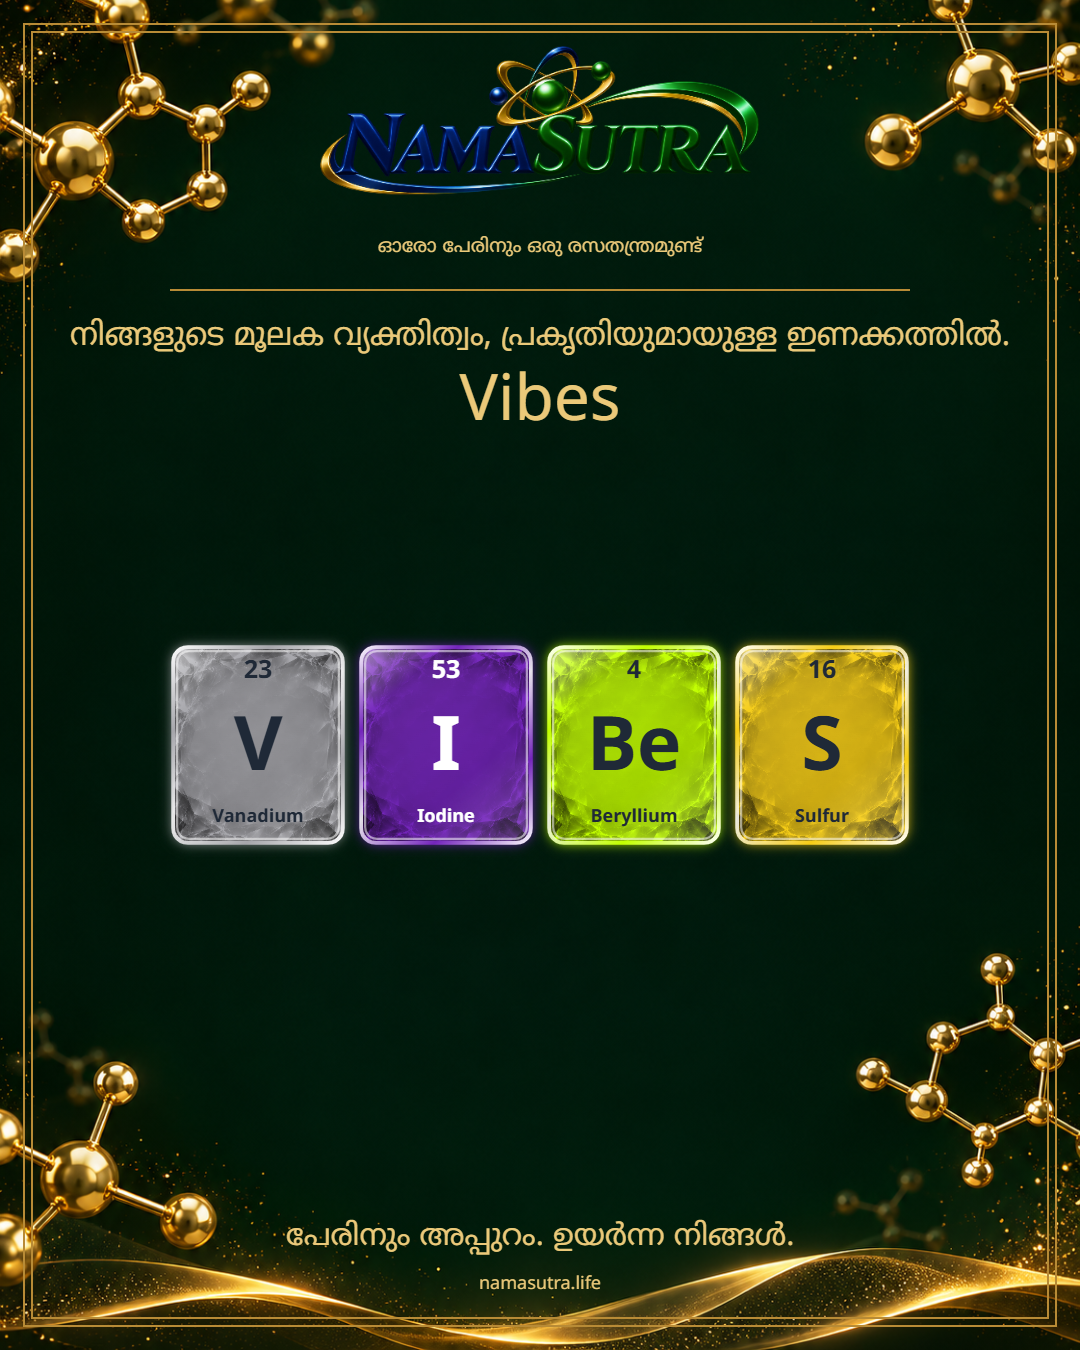 NAMASUTRA
ഓരോ പേരിനും ഒരു രസതന്ത്രമുണ്ട്
നിങ്ങളുടെ മൂലക വ്യക്തിത്വം, പ്രകൃതിയുമായുള്ള ഇണക്കത്തിൽ.
Vibes
23 53 4 16
V I Be S
Vanadium Iodine Beryllium Sulfur
പേരിനും അപ്പുറം. ഉയർന്ന നിങ്ങൾ.
namasutra.life